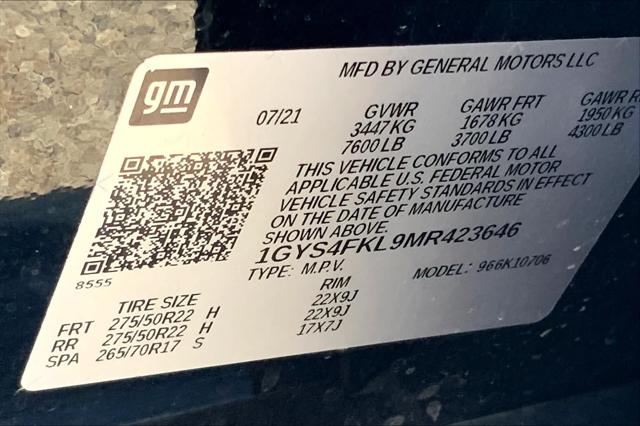 gm
MFD BY GENERAL MOTORS LLC
07/21 GVWR GAWR FRT GAWR R
3447 KG 1678 KG 1950 KG
7600 LB 3700 LB 4300 LB
THIS VEHICLE CONFORMS TO ALL
APPLICABLE U.S. FEDERAL MOTOR
VEHICLE SAFETY STANDARDS IN EFFECT
ON THE DATE OF MANUFACTURE
SHOWN ABOVE.
1GYS4FKL9MR423646
8555
TYPE: M.P.V. MODEL: 966K10706
TIRE SIZE RIM
FRT 275/50R22 H 22X9J
RR 275/50R22 H 22X9J
SPA 265/70R17 S 17X7J